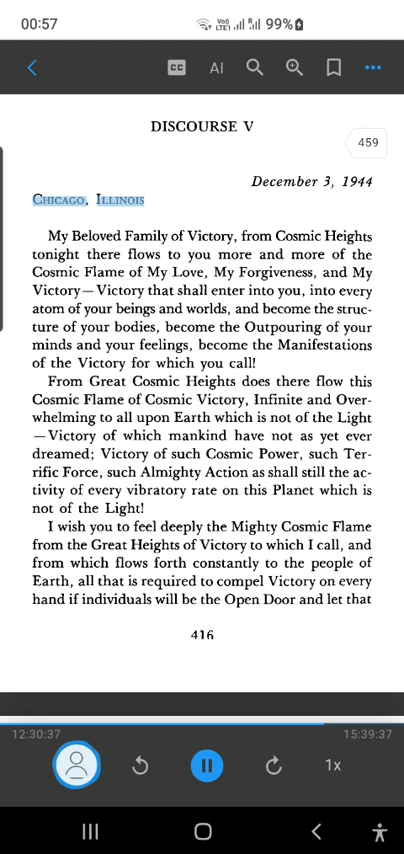 00:57
Vo)) LTE1 R 99%
CC AI
DISCOURSE V
459
December 3, 1944
CHICAGO, ILLINOIS
My Beloved Family of Victory, from Cosmic Heights
tonight there flows to you more and more of the
Cosmic Flame of My Love, My Forgiveness, and My
Victory—Victory that shall enter into you, into every
atom of your beings and worlds, and become the struc-
ture of your bodies, become the Outpouring of your
minds and your feelings, become the Manifestations
of the Victory for which you call!
From Great Cosmic Heights does there flow this
Cosmic Flame of Cosmic Victory, Infinite and Over-
whelming to all upon Earth which is not of the Light
—Victory of which mankind have not as yet ever
dreamed; Victory of such Cosmic Power, such Ter-
rific Force, such Almighty Action as shall still the ac-
tivity of every vibratory rate on this Planet which is
not of the Light!
I wish you to feel deeply the Mighty Cosmic Flame
from the Great Heights of Victory to which I call, and
from which flows forth constantly to the people of
Earth, all that is required to compel Victory on every
hand if individuals will be the Open Door and let that
416
12:30:37 15:39:37
1x